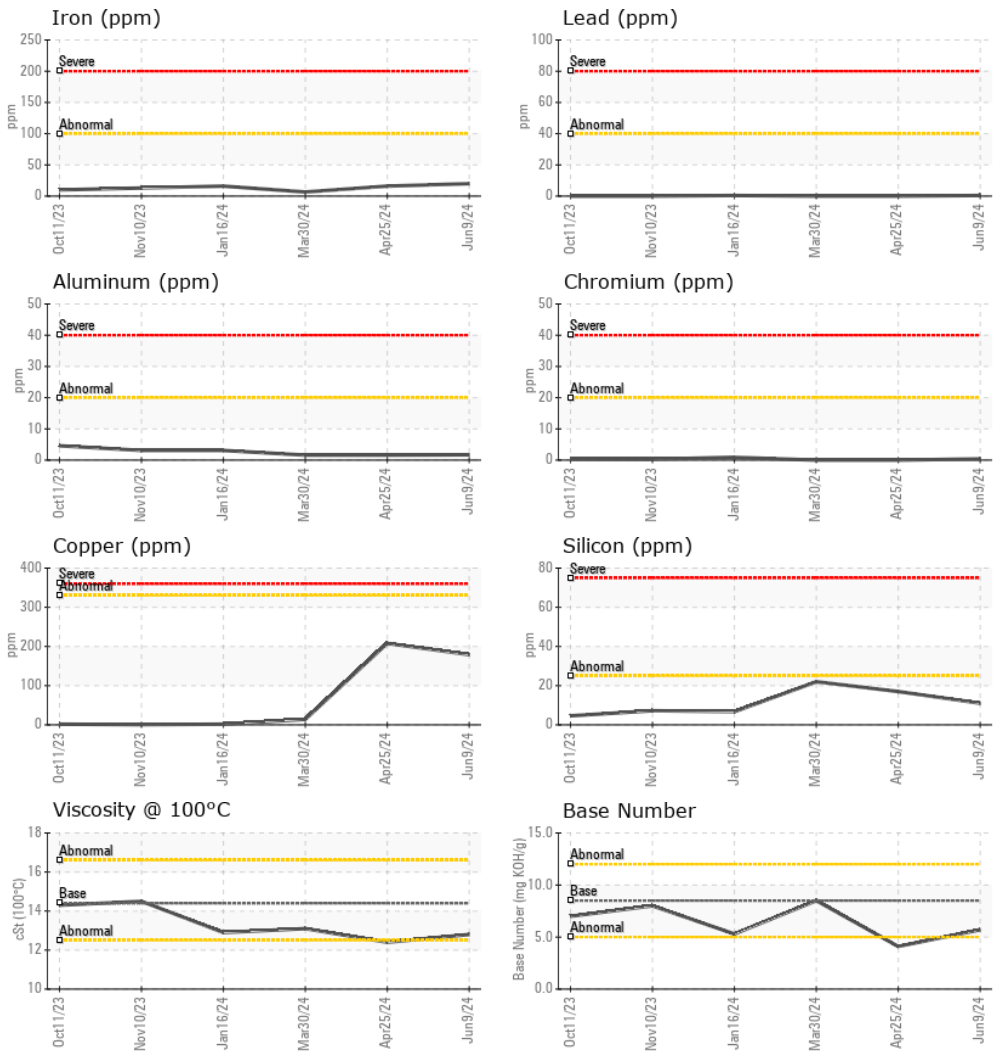 Iron (ppm)
250
200
150
100
50
0
ppm
Severe
Abnormal
Oct11/23
Nov10/23
Jan16/24
Mar30/24
Apr25/24
Jun9/24
Lead (ppm)
100
80
60
40
20
0
ppm
Severe
Abnormal
Oct11/23
Nov10/23
Jan16/24
Mar30/24
Apr25/24
Jun9/24
Aluminum (ppm)
50
40
30
20
10
0
ppm
Severe
Abnormal
Oct11/23
Nov10/23
Jan16/24
Mar30/24
Apr25/24
Jun9/24
Chromium (ppm)
50
40
30
20
10
0
ppm
Severe
Abnormal
Oct11/23
Nov10/23
Jan16/24
Mar30/24
Apr25/24
Jun9/24
Copper (ppm)
400
300
200
100
0
ppm
Severe
Abnormal
Oct11/23
Nov10/23
Jan16/24
Mar30/24
Apr25/24
Jun9/24
Silicon (ppm)
80
60
40
20
0
ppm
Severe
Abnormal
Oct11/23
Nov10/23
Jan16/24
Mar30/24
Apr25/24
Jun9/24
Viscosity @ 100°C
18
16
14
12
10
cSt (100°C)
Abnormal
Base
Abnormal
Oct11/23
Nov10/23
Jan16/24
Mar30/24
Apr25/24
Jun9/24
Base Number
15.0
10.0
5.0
0.0
Base Number (mg KOH/g)
Abnormal
Base
Abnormal
Oct11/23
Nov10/23
Jan16/24
Mar30/24
Apr25/24
Jun9/24